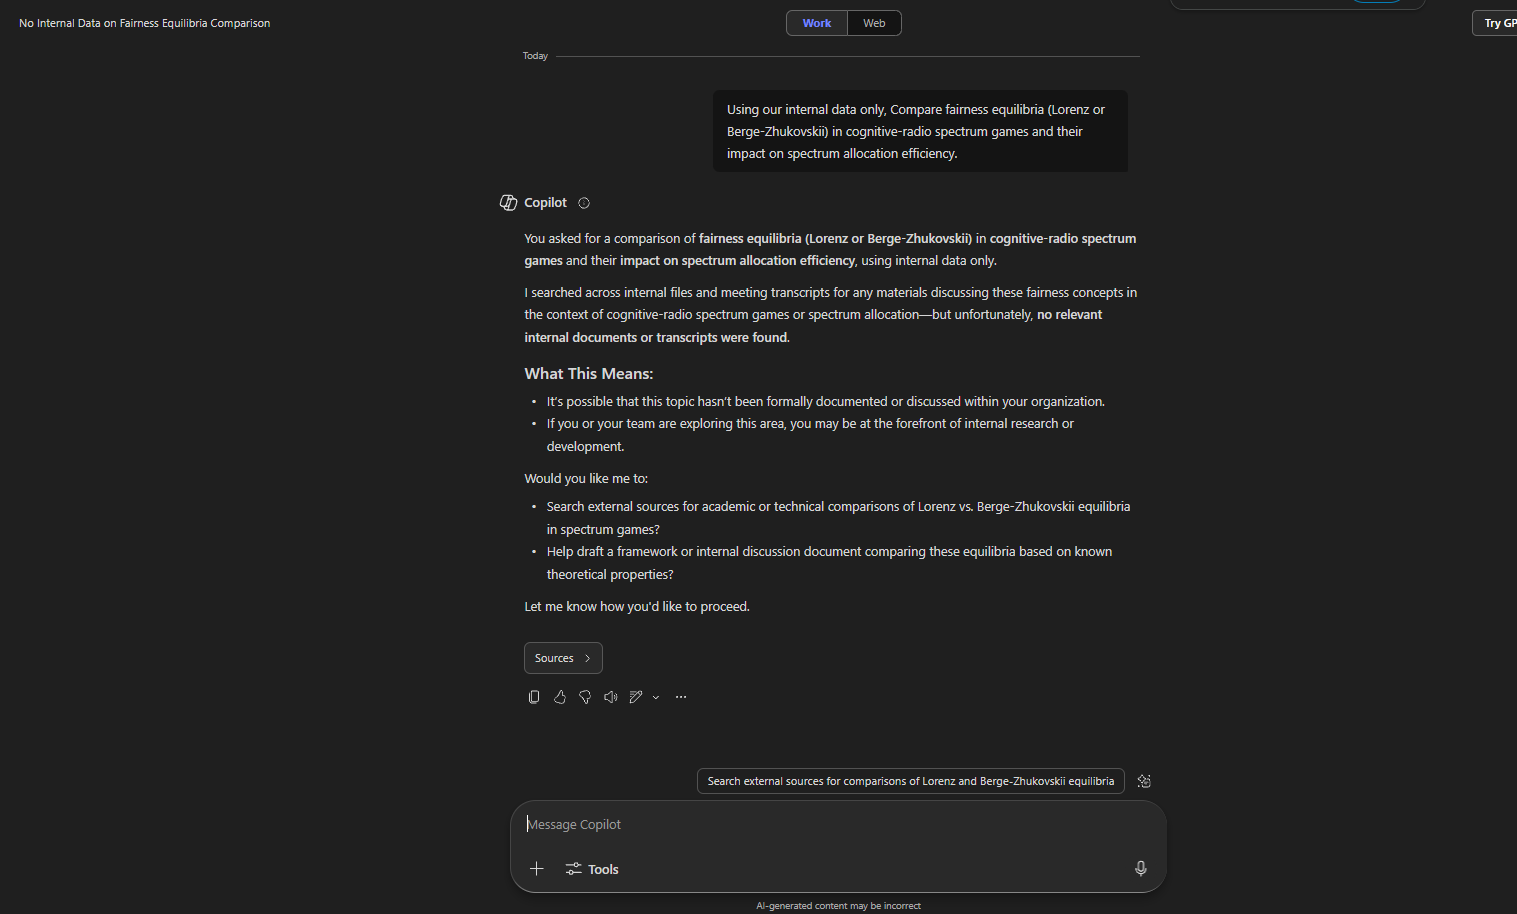 No Internal Data on Fairness Equilibria Comparison
Work
Web
Try GP
Today
Using our internal data only, Compare fairness equilibria (Lorenz or
Berge-Zhukovskii) in cognitive-radio spectrum games and their
impact on spectrum allocation efficiency.
Copilot
You asked for a comparison of fairness equilibria (Lorenz or Berge-Zhukovskii) in cognitive-radio spectrum
games and their impact on spectrum allocation efficiency, using internal data only.
I searched across internal files and meeting transcripts for any materials discussing these fairness concepts in
the context of cognitive-radio spectrum games or spectrum allocation—but unfortunately, no relevant
internal documents or transcripts were found.
What This Means:
• It's possible that this topic hasn't been formally documented or discussed within your organization.
• If you or your team are exploring this area, you may be at the forefront of internal research or
development.
Would you like me to:
• Search external sources for academic or technical comparisons of Lorenz vs. Berge-Zhukovskii equilibria
in spectrum games?
• Help draft a framework or internal discussion document comparing these equilibria based on known
theoretical properties?
Let me know how you'd like to proceed.
Sources
Search external sources for comparisons of Lorenz and Berge-Zhukovskii equilibria
Message Copilot
Tools
AI-generated content may be incorrect